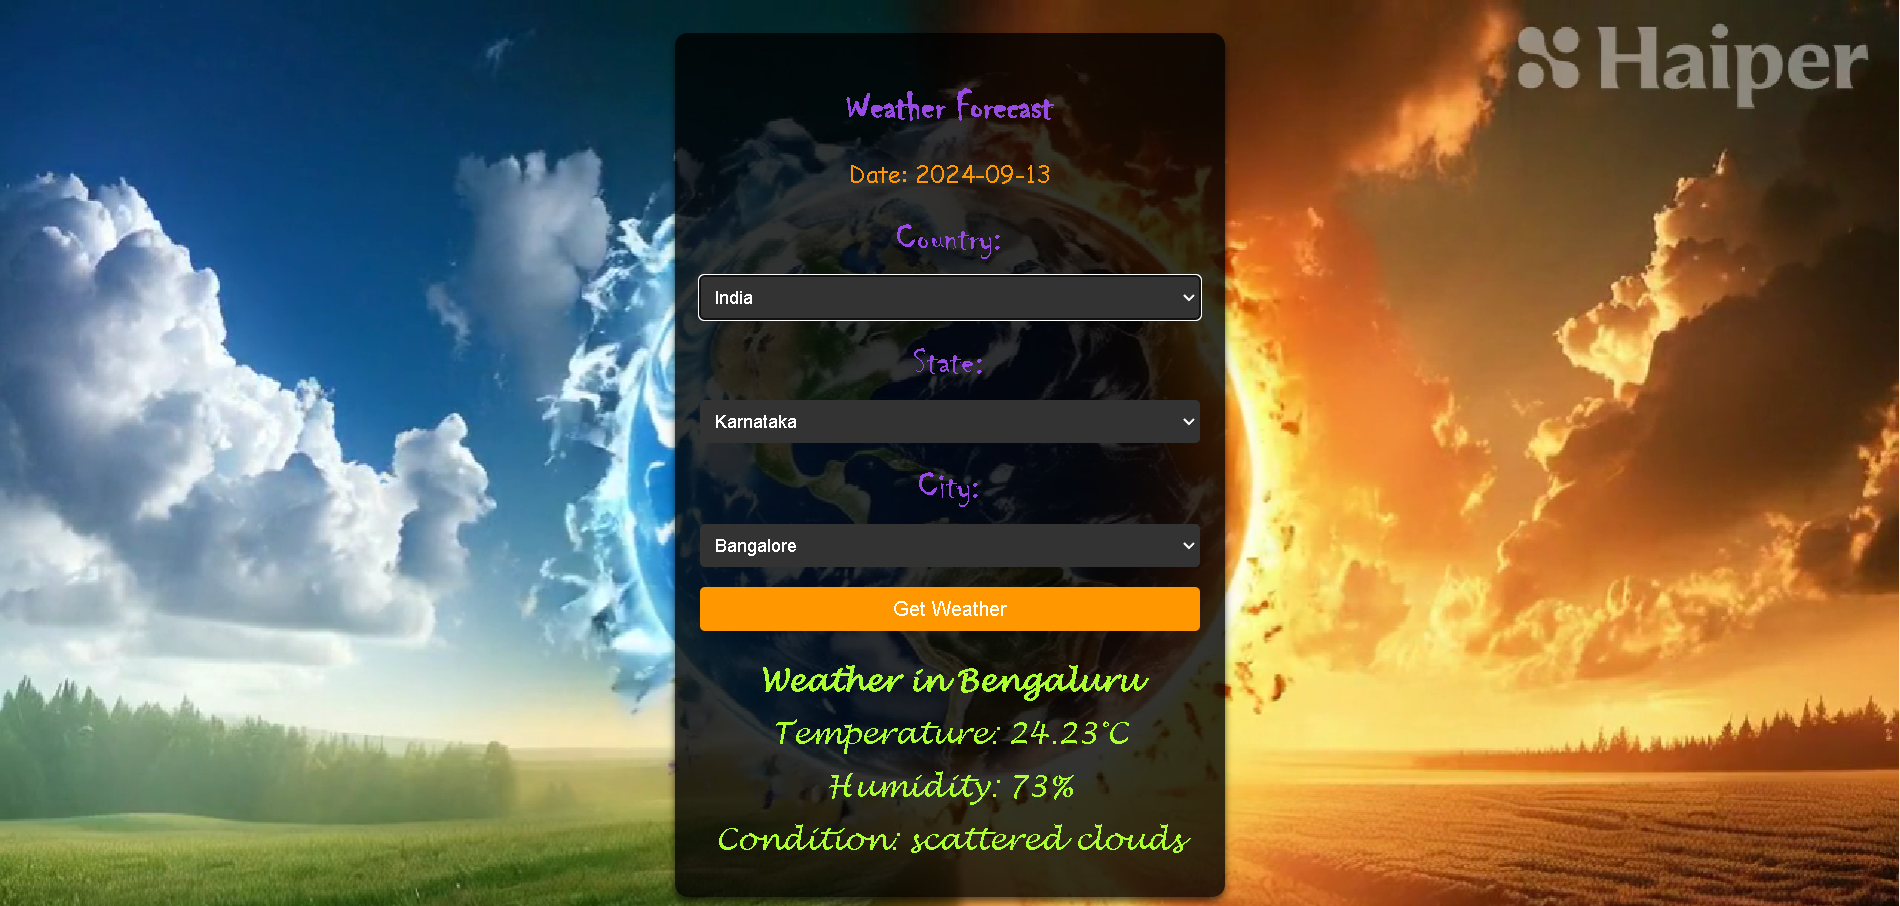 Haiper
Weather Forecast
Date: 2024-09-13
Country:
India
State:
Karnataka
City:
Bangalore
Get Weather
Weather in Bengaluru
Temperature: 24.23°C
Humidity: 73%
Condition: scattered clouds